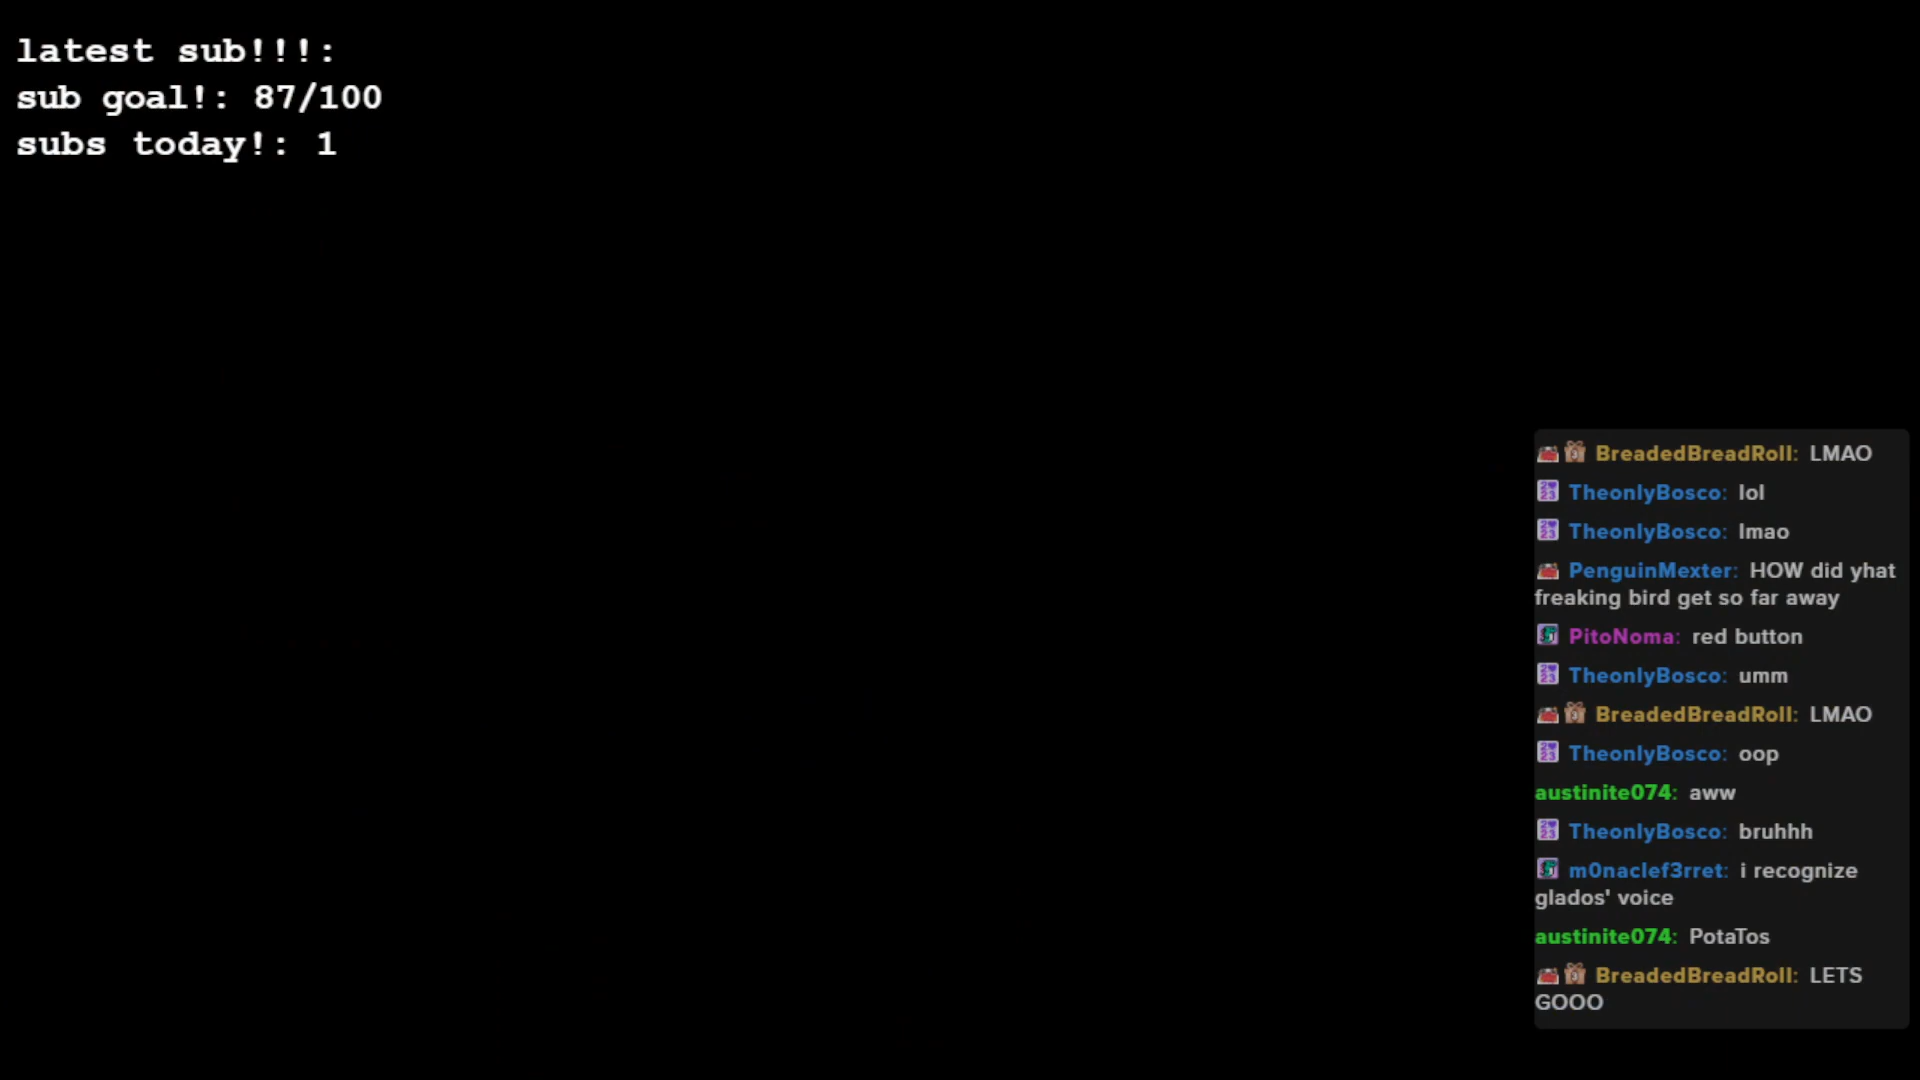 latest sub!!!:
sub goal!: 87/100
subs today!: 1
BreadedBreadRoll: LMAO
TheonlyBosco: lol
TheonlyBosco: lmao
PenguinMexter: HOW did yhat
freaking bird get so far away
PitoNoma: red button
TheonlyBosco: umm
BreadedBreadRoll: LMAO
TheonlyBosco: oop
austinite074: aww
TheonlyBosco: bruhhh
m0naclef3rret: i recognize
glados' voice
austinite074: PotaTos
BreadedBreadRoll: LETS
GOOO